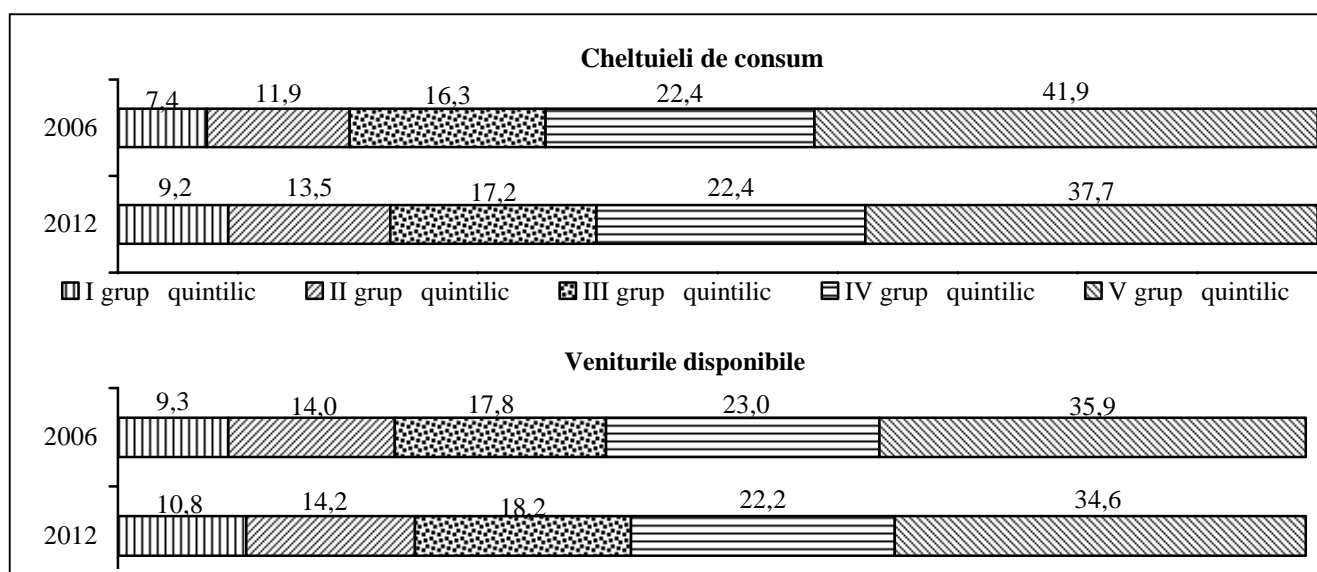 Cheltuieli de consum
7,4 11,9 16,3 22,4 41,9
2006
9,2 13,5 17,2 22,4 37,7
2012
I grup quintilic II grup quintilic III grup quintilic IV grup quintilic V grup quintilic
Veniturile disponibile
9,3 14,0 17,8 23,0 35,9
2006
10,8 14,2 18,2 22,2 34,6
2012